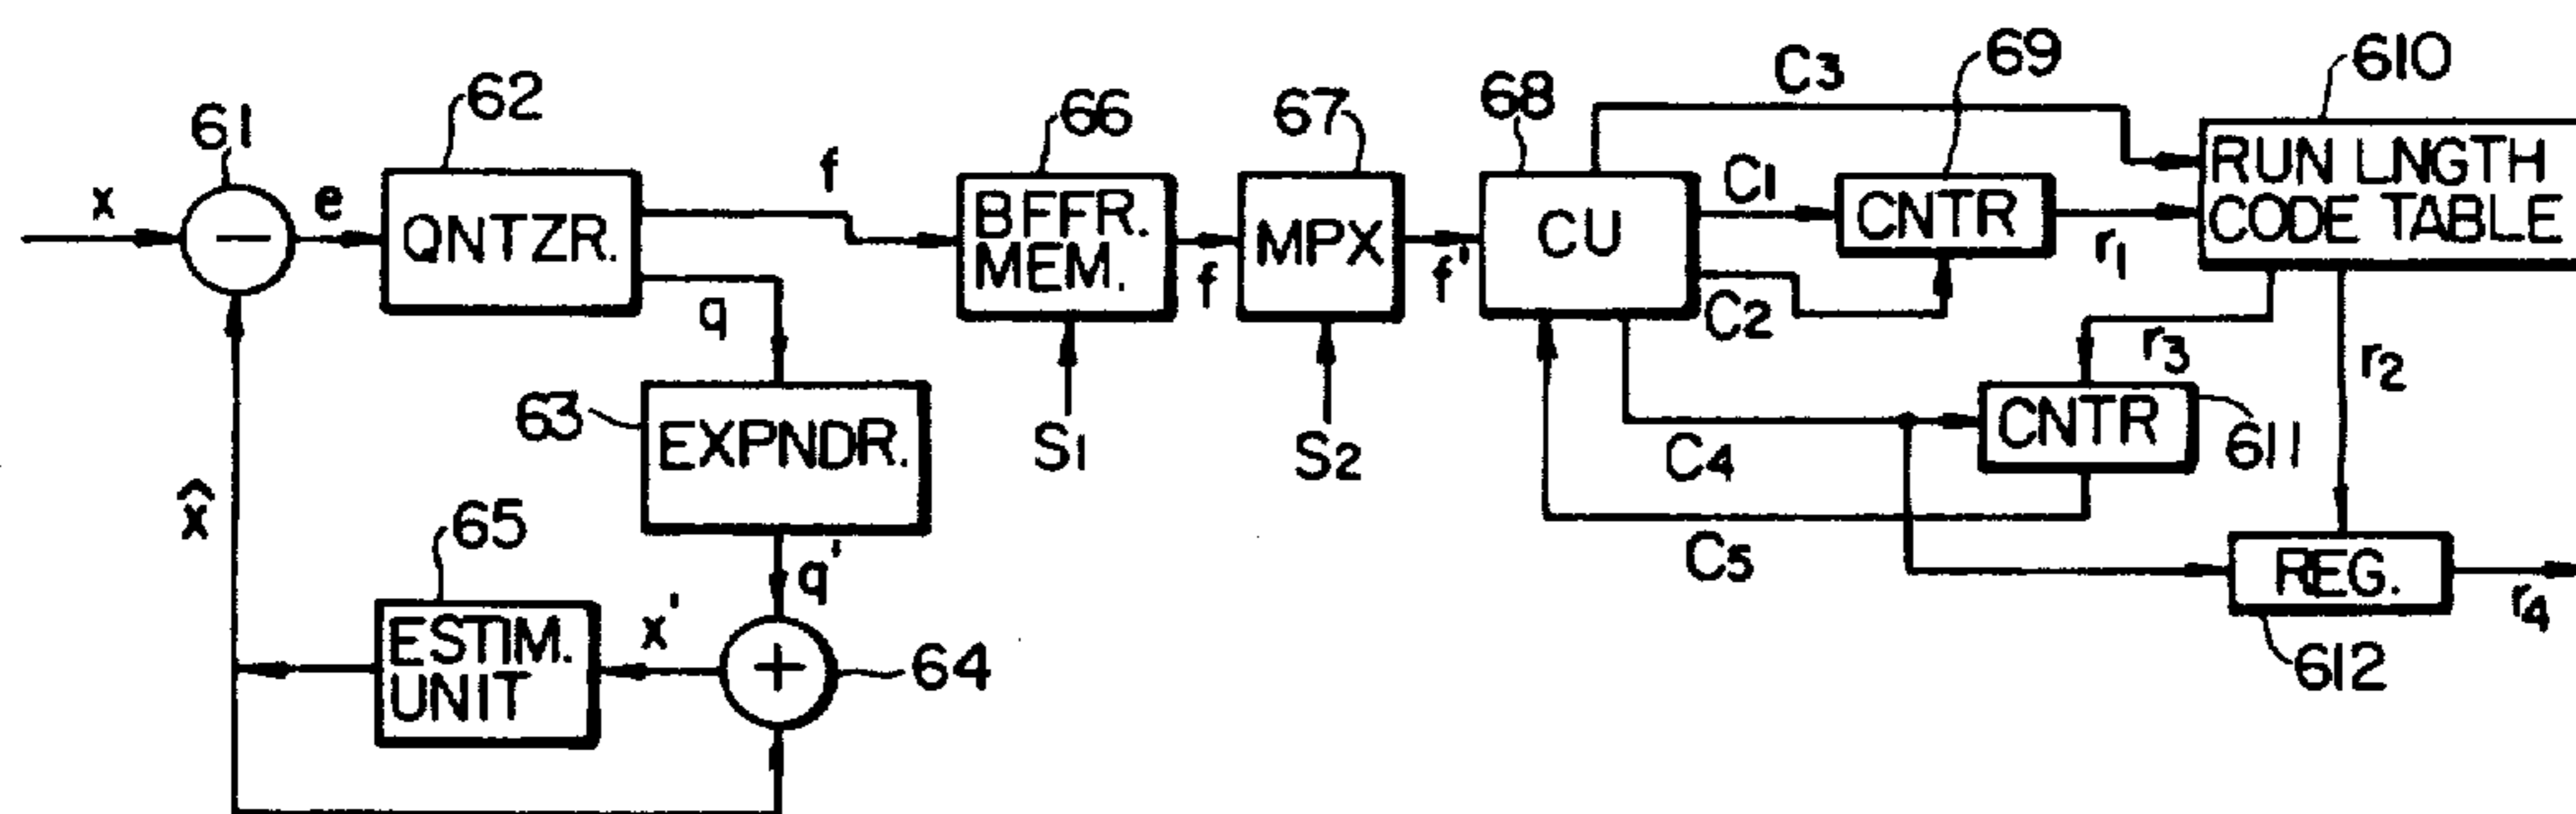 x
61
e
62
QNTZR.
f
q
63
EXPNDR.
q'
64
x'
65
ESTIM.
UNIT
x̂
66
BFFR.
MEM.
S1
f
67
MPX
S2
f'
68
CU
C3
C1
C2
C4
C5
69
CNTR
r1
610
RUN LNGTH
CODE TABLE
r3
r2
CNTR
611
REG.
612
r4